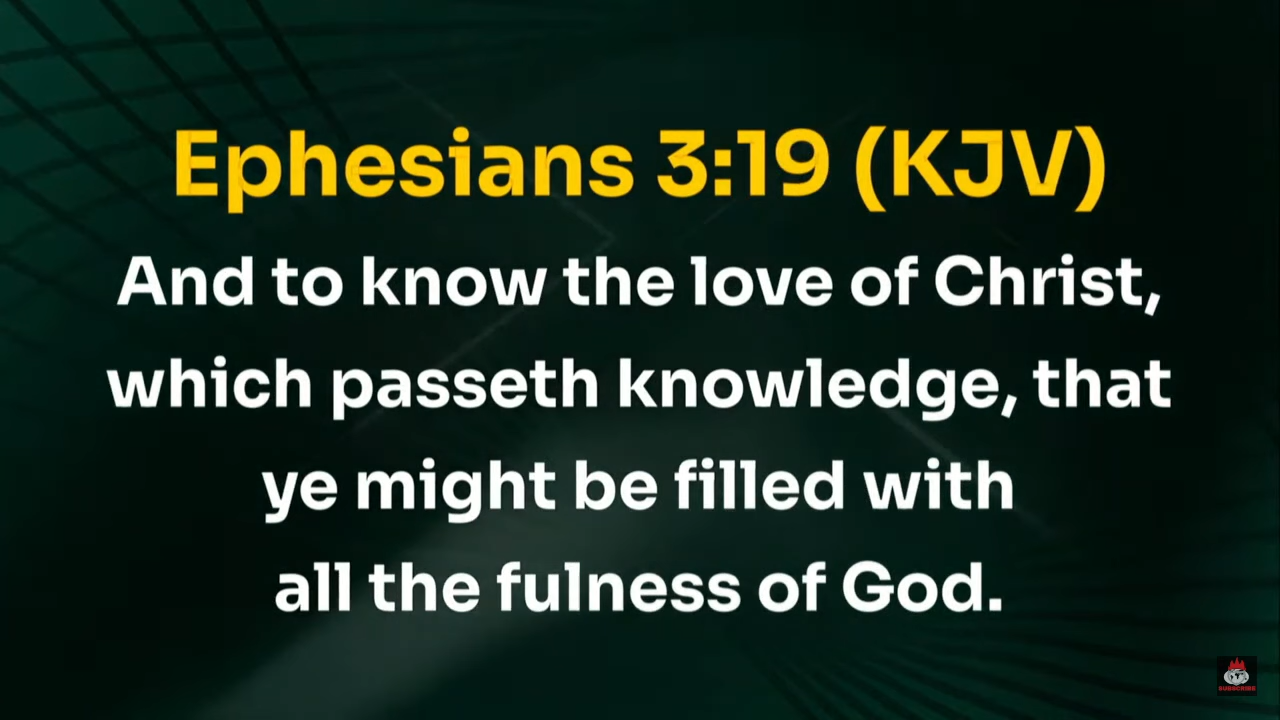 Ephesians 3:19 (KJV)
And to know the love of Christ,
which passeth knowledge, that
ye might be filled with
all the fulness of God.
SUBSCRIBE